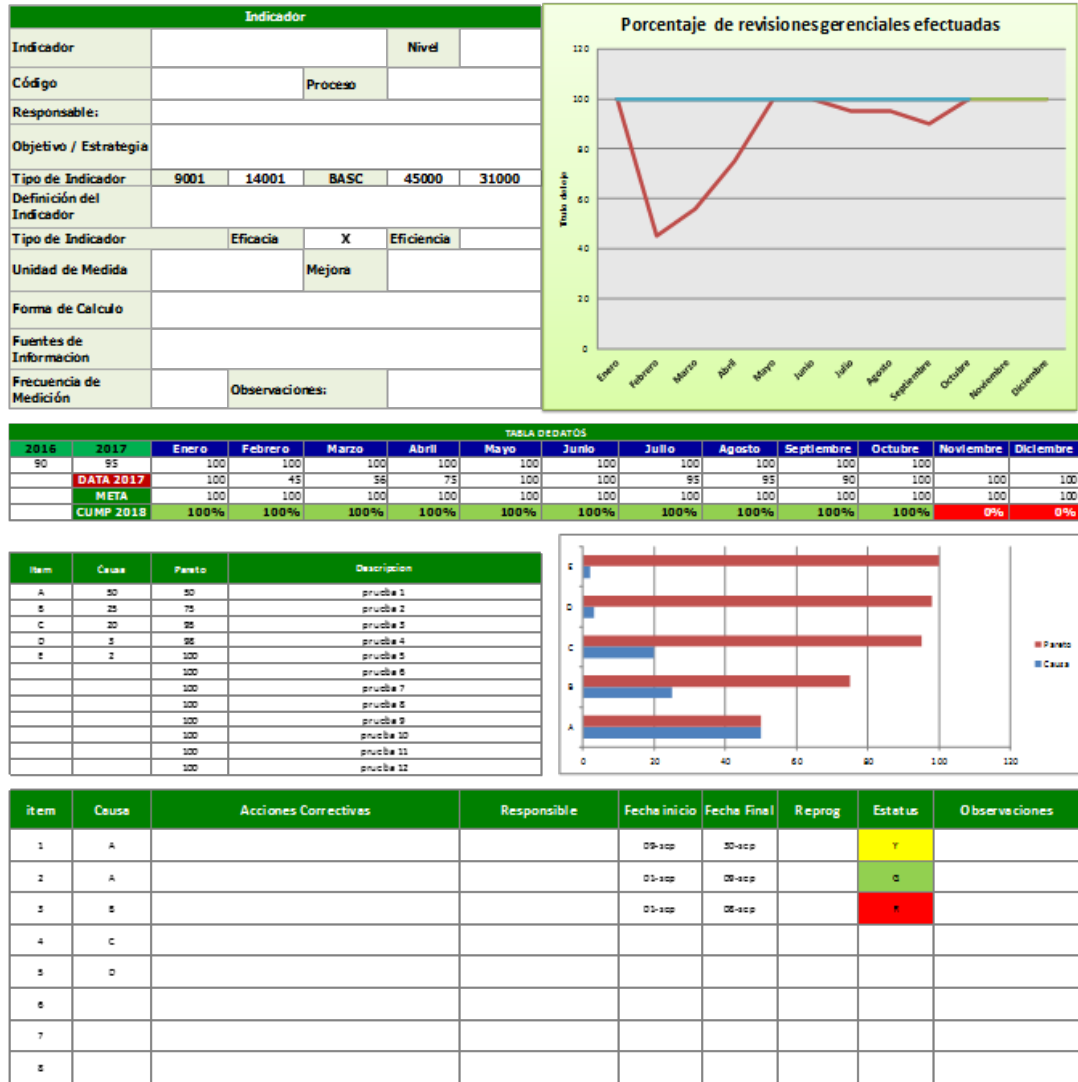 Indicador
Indicador Nivel
Código Proceso
Responsable:
Objetivo / Estrategia
Tipo de Indicador 9001 14001 BASC 45000 31000
Definición del
Indicador
Tipo de Indicador Eficacia X Eficiencia
Unidad de Medida Mejora
Forma de Calculo
Fuentes de
Información
Frecuencia de
Medición Observaciones:
Porcentaje de revisiones gerenciales efectuadas
Titulo del eje
120
100
80
60
40
20
0
Enero Febrero Marzo Abril Mayo Junio Julio Agosto Septiembre Octubre Noviembre Diciembre
TABLA DE DATOS
2016 2017 Enero Febrero Marzo Abril Mayo Junio Julio Agosto Septiembre Octubre Noviembre Diciembre
90 95 100 100 100 100 100 100 100 100 100 100
DATA 2017 100 45 56 75 100 100 95 95 90 100 100 100
META 100 100 100 100 100 100 100 100 100 100 100 100
CUMP 2018 100% 100% 100% 100% 100% 100% 100% 100% 100% 100% 0% 0%
Item Causa Pareto Descripcion
A 50 50 prueba 1
B 25 75 prueba 2
C 20 95 prueba 3
D 3 98 prueba 4
E 2 100 prueba 5
100 prueba 6
100 prueba 7
100 prueba 8
100 prueba 9
100 prueba 10
100 prueba 11
100 prueba 12
E
D
C
B
A
0 20 40 60 80 100 120
Pareto
Causa
item Causa Acciones Correctivas Responsible Fecha inicio Fecha Final Reprog Estatus Observaciones
1 A 09-sep 30-sep Y
2 A 01-sep 09-sep G
3 B 01-sep 08-sep R
4 C
5 D
6
7
8